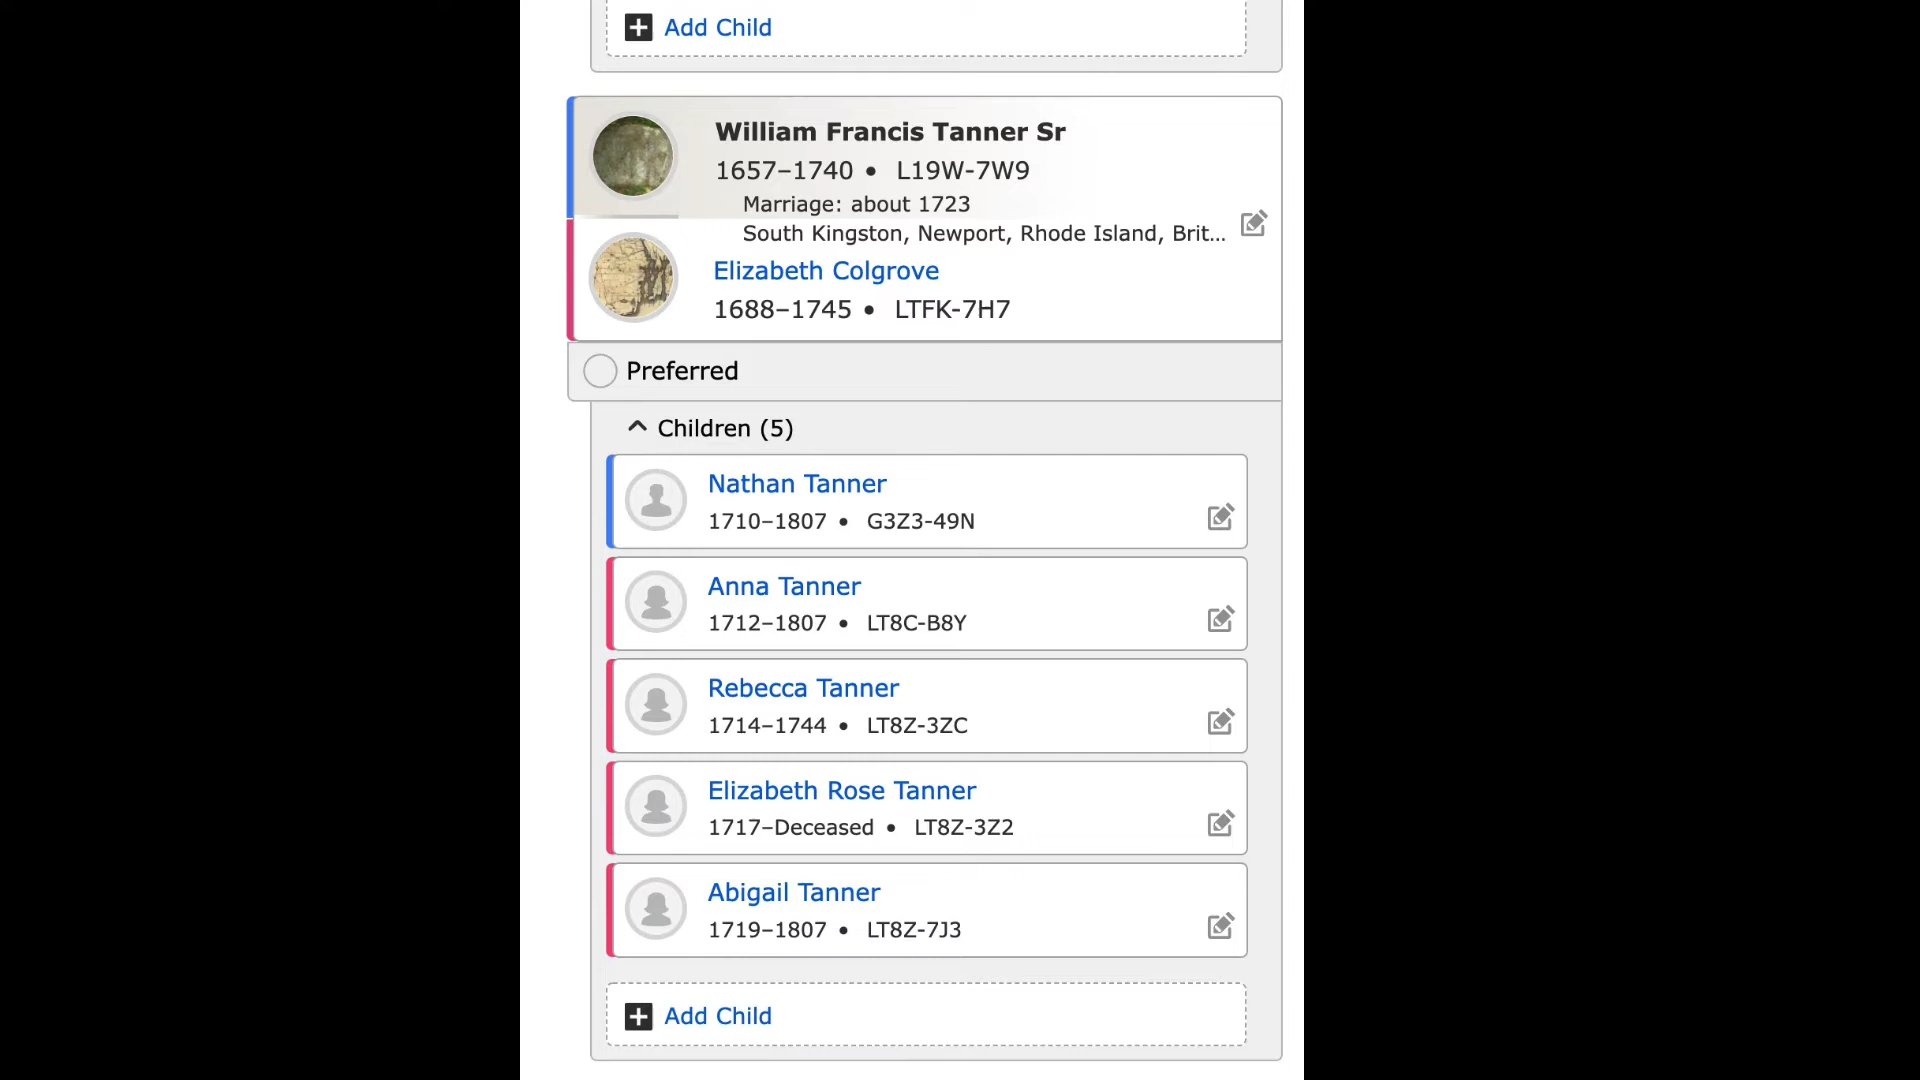 Add Child
William Francis Tanner Sr
1657–1740 • L19W-7W9
Marriage: about 1723
South Kingston, Newport, Rhode Island, Brit...
Elizabeth Colgrove
1688–1745 • LTFK-7H7
Preferred
Children (5)
Nathan Tanner
1710–1807 • G3Z3-49N
Anna Tanner
1712–1807 • LT8C-B8Y
Rebecca Tanner
1714–1744 • LT8Z-3ZC
Elizabeth Rose Tanner
1717–Deceased • LT8Z-3Z2
Abigail Tanner
1719–1807 • LT8Z-7J3
Add Child